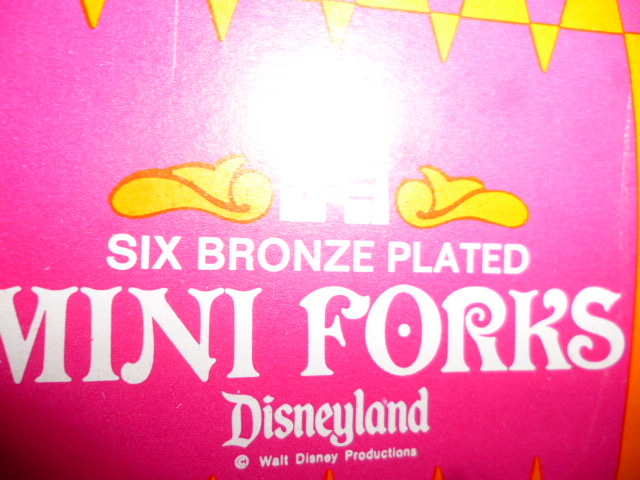 SIX BRONZE PLATED
MINI FORKS
Disneyland
© Walt Disney Productions